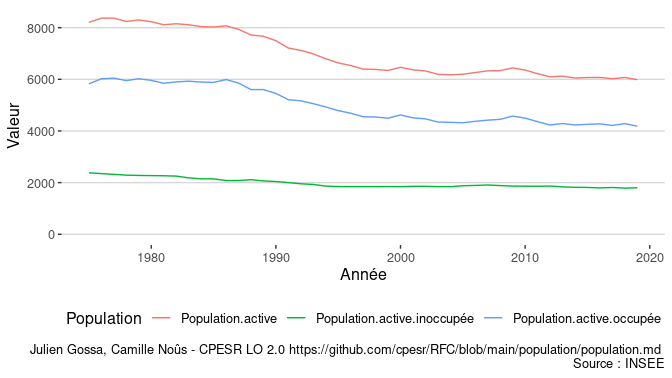 8000
6000
4000
2000
0
Valeur
1980
1990
2000
2010
2020
Année
Population
Population.active
Population.active.inoccupée
Population.active.occupée
Julien Gossa, Camille Noûs - CPESR LO 2.0 https://github.com/cpesr/RFC/blob/main/population/population.md
Source : INSEE